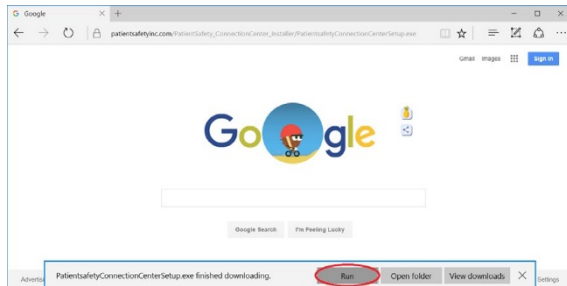 Google
patientsafetyinc.com/PatientSafety_ConnectionCenter_Installer/PatientsafetyConnectionCenterSetup.exe
Gmail Images Sign in
Google
Google Search I'm Feeling Lucky
PatientsafetyConnectionCenterSetup.exe finished downloading. Run Open folder View downloads
Advertis Settings